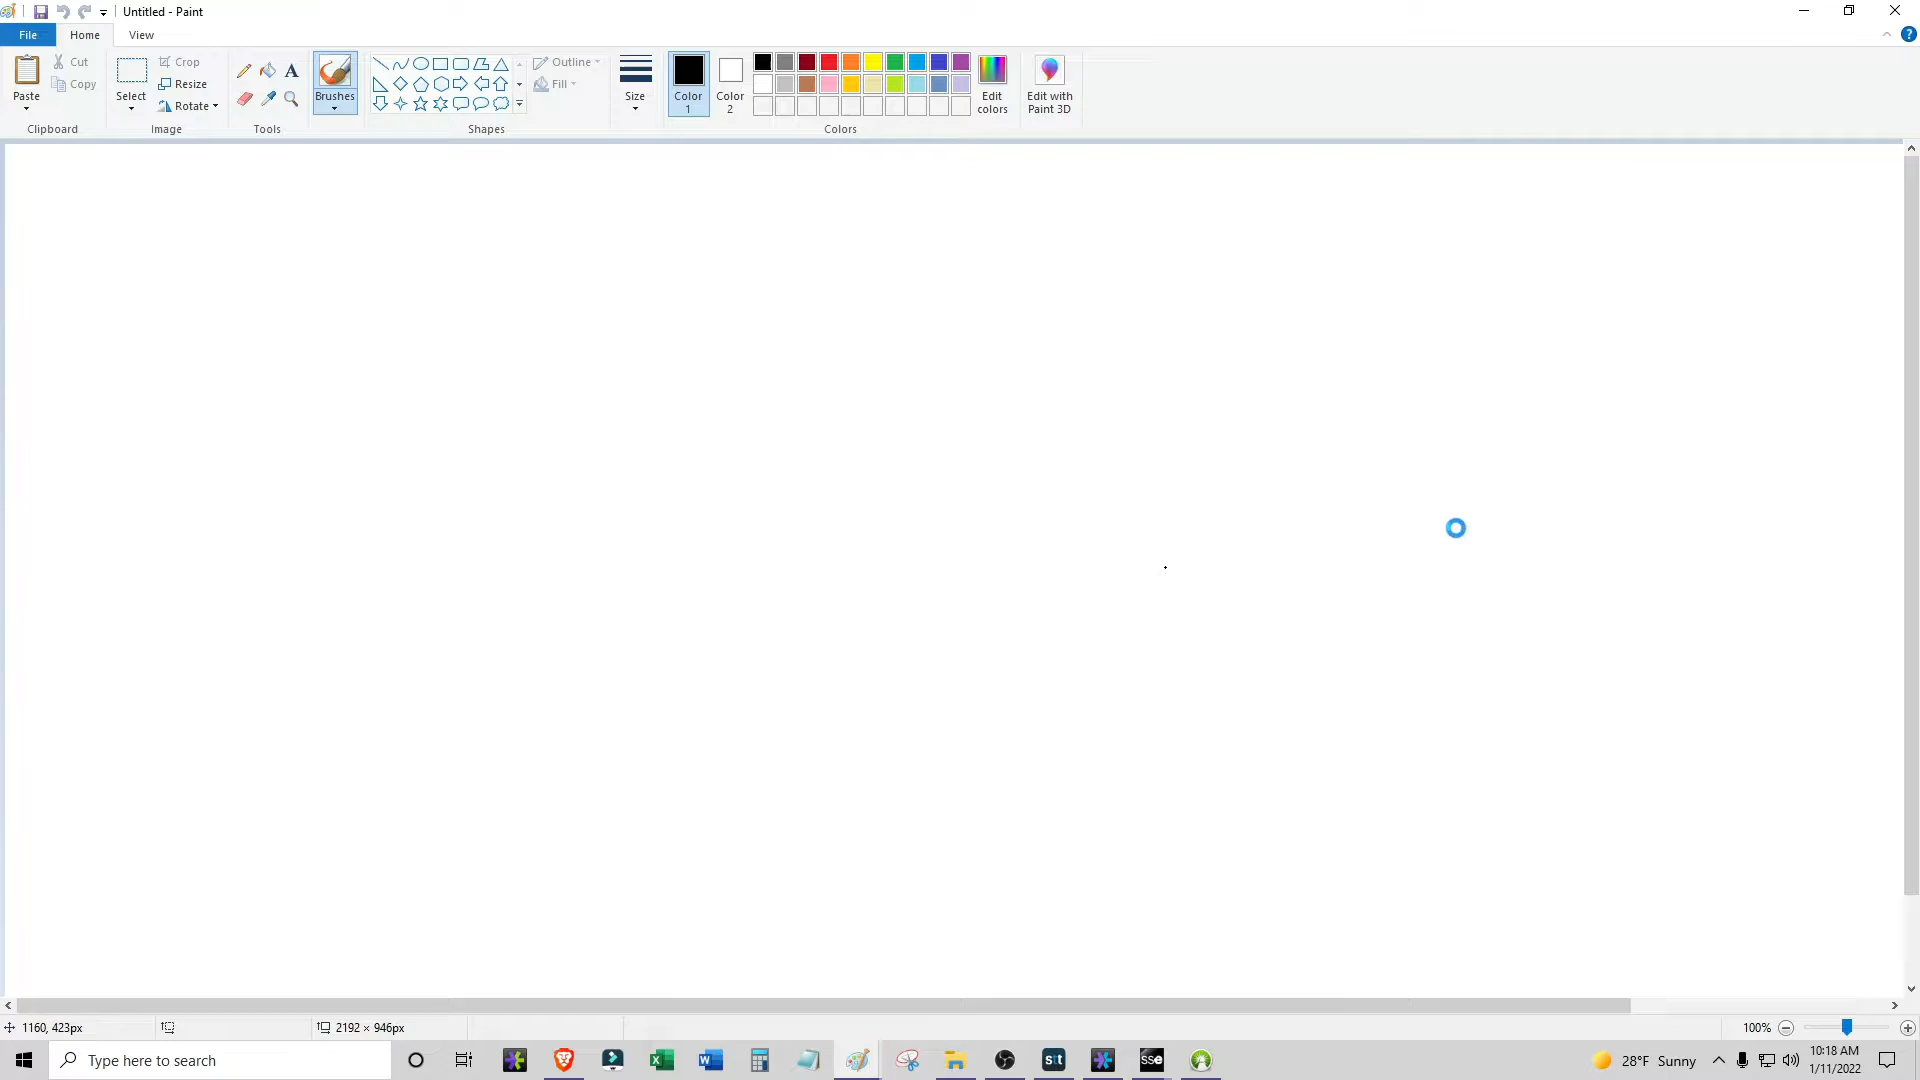 Untitled - Paint
File Home View
Paste
Cut
Copy
Clipboard
Select
Crop
Resize
Rotate
Image
A
Tools
Brushes
Shapes
Outline
Fill
Size
Color 1
Color 2
Colors
Edit colors
Edit with Paint 3D
?
1160, 423px
2192 × 946px
100%
Type here to search
X
W
stt
sse
28°F Sunny
10:18 AM
1/11/2022